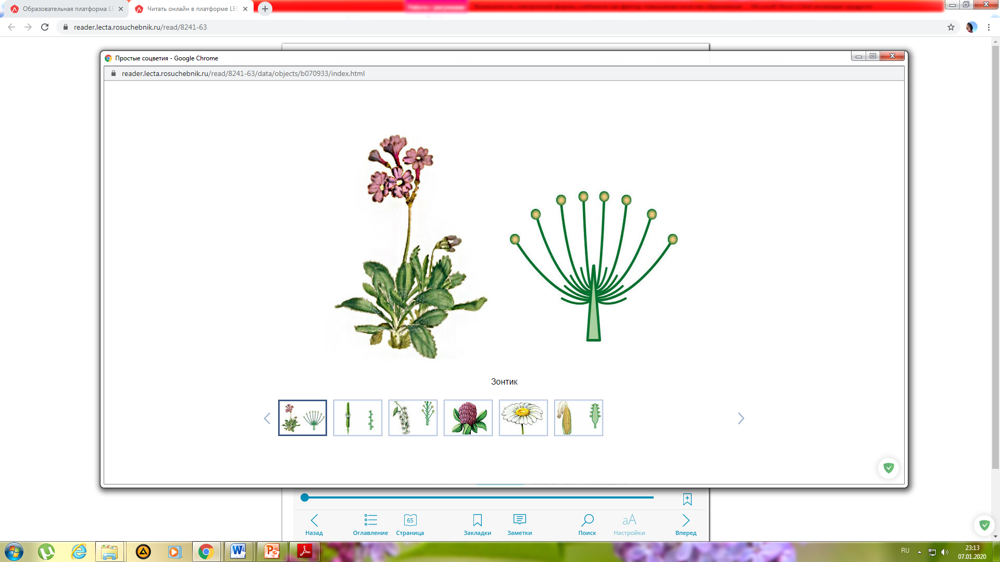 Образовательная платформа LE
Читать онлайн в платформе LEC
reader.lecta.rosuchebnik.ru/read/8241-63
Простые соцветия - Google Chrome
reader.lecta.rosuchebnik.ru/read/8241-63/data/objects/b070933/index.html
Зонтик
65
aA
Назад
Оглавление
Страница
Закладки
Заметки
Поиск
Настройки
Вперед
RU
23:13
07.01.2020